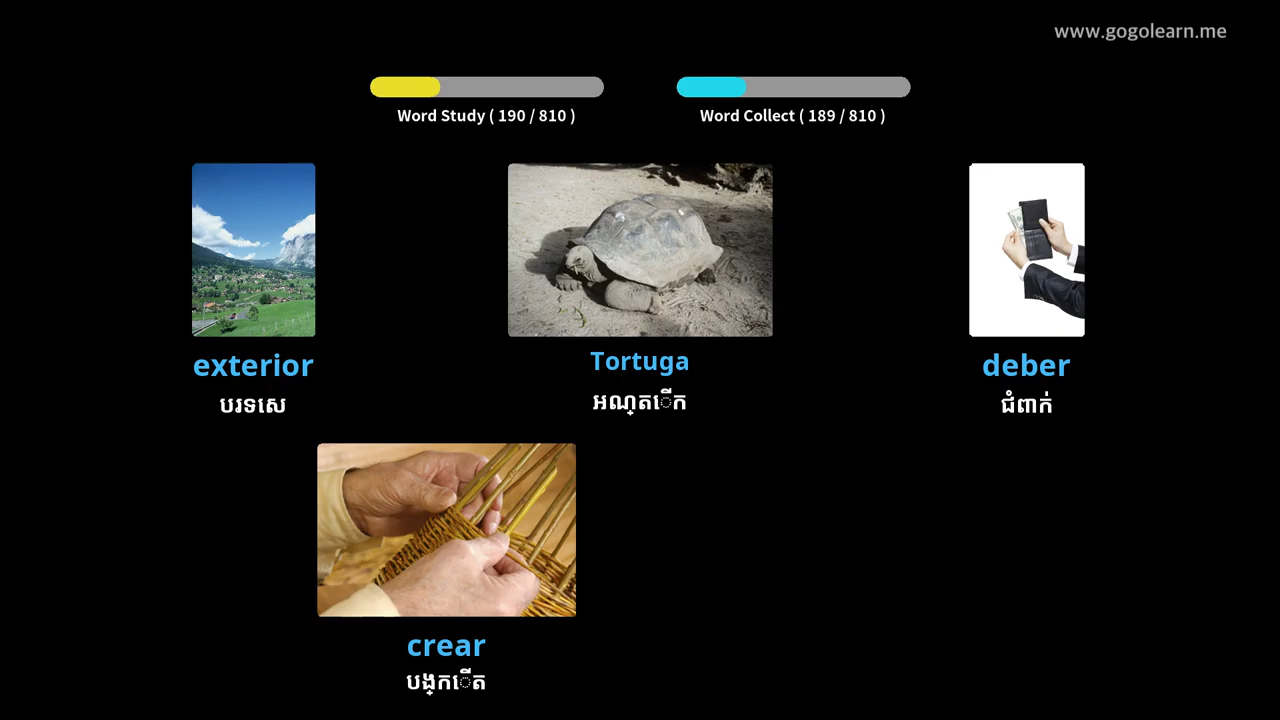 www.gogolearn.me
Word Study ( 190 / 810 )
Word Collect ( 189 / 810 )
exterior
Tortuga
deber
បរទសេ
អណ្តើក
ជំពាក់
crear
បង្កើត